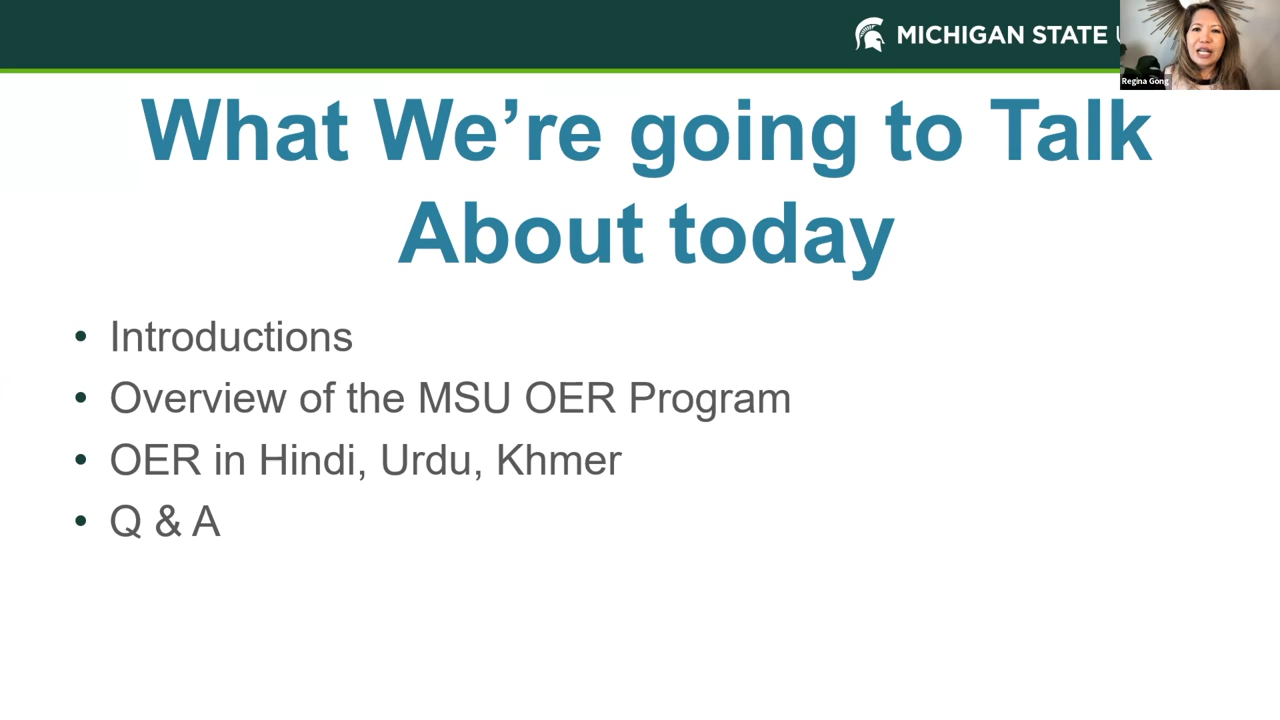 MICHIGAN STATE U
Regina Gong
What We’re going to Talk
About today
• Introductions
• Overview of the MSU OER Program
• OER in Hindi, Urdu, Khmer
• Q & A